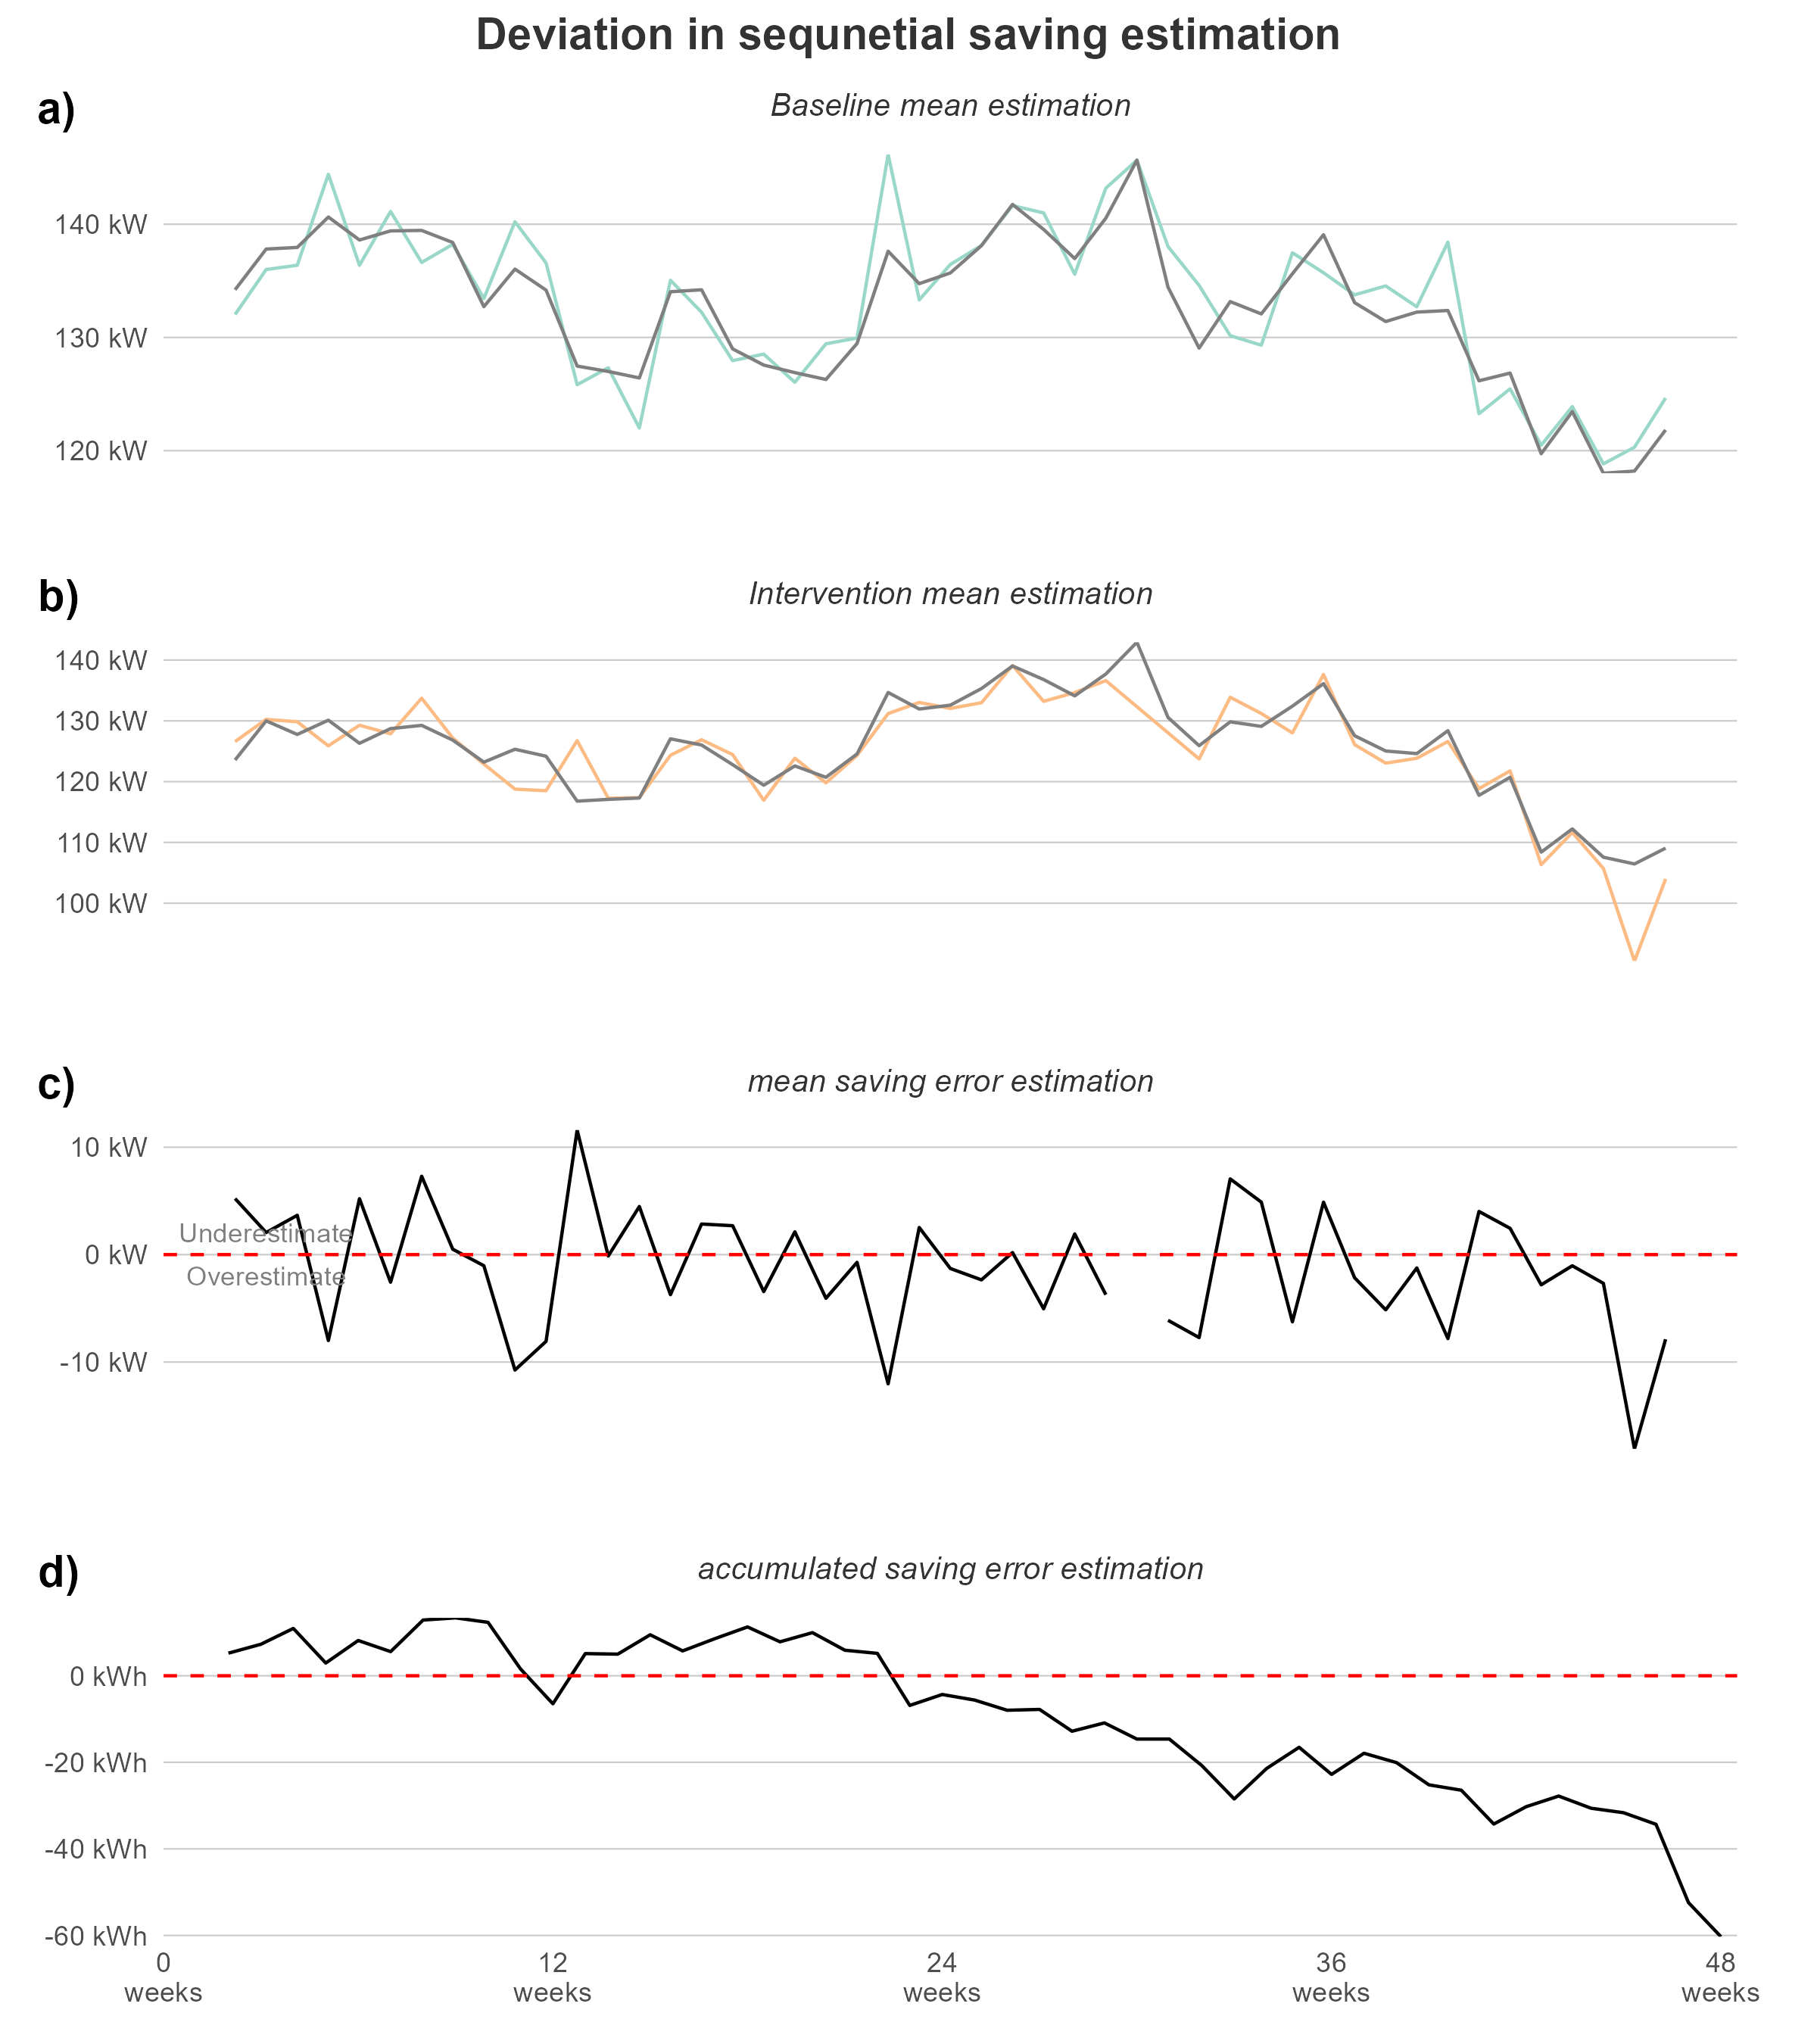 Deviation in sequnetial saving estimation
a)
Baseline mean estimation
140 kW
130 kW
120 kW
b)
Intervention mean estimation
140 kW
130 kW
120 kW
110 kW
100 kW
c)
mean saving error estimation
10 kW
Underestimate
0 kW
Overestimate
-10 kW
d)
accumulated saving error estimation
0 kWh
-20 kWh
-40 kWh
-60 kWh
0 12 24 36 48
weeks weeks weeks weeks weeks